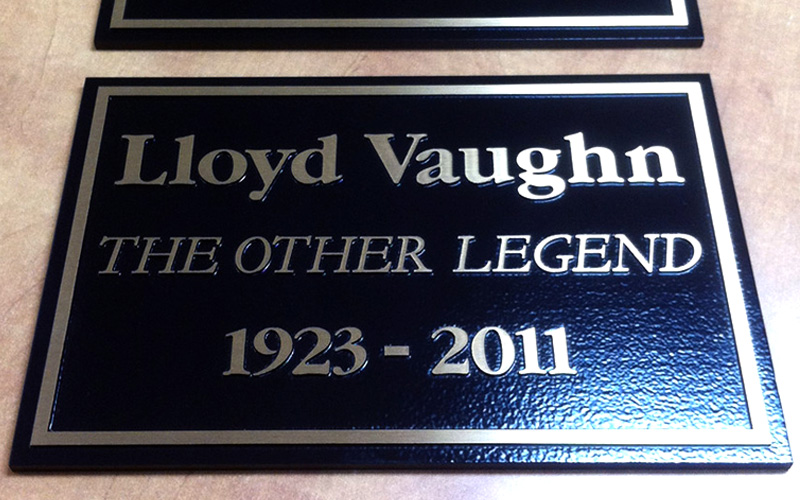 Lloyd Vaughn
THE OTHER LEGEND
1923 - 2011